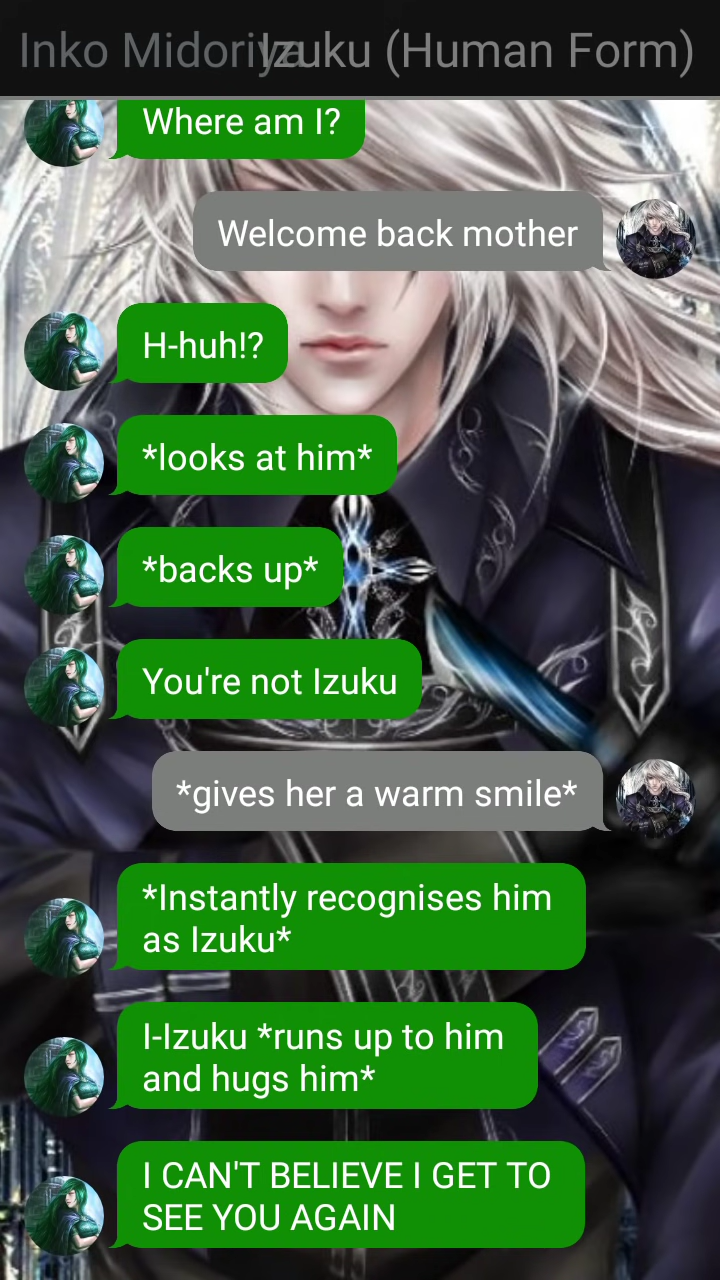 Inko Midoriya
Izuku (Human Form)
Where am I?
Welcome back mother
H-huh!?
*looks at him*
*backs up*
You're not Izuku
*gives her a warm smile*
*Instantly recognises him
as Izuku*
I-Izuku *runs up to him
and hugs him*
I CAN'T BELIEVE I GET TO
SEE YOU AGAIN